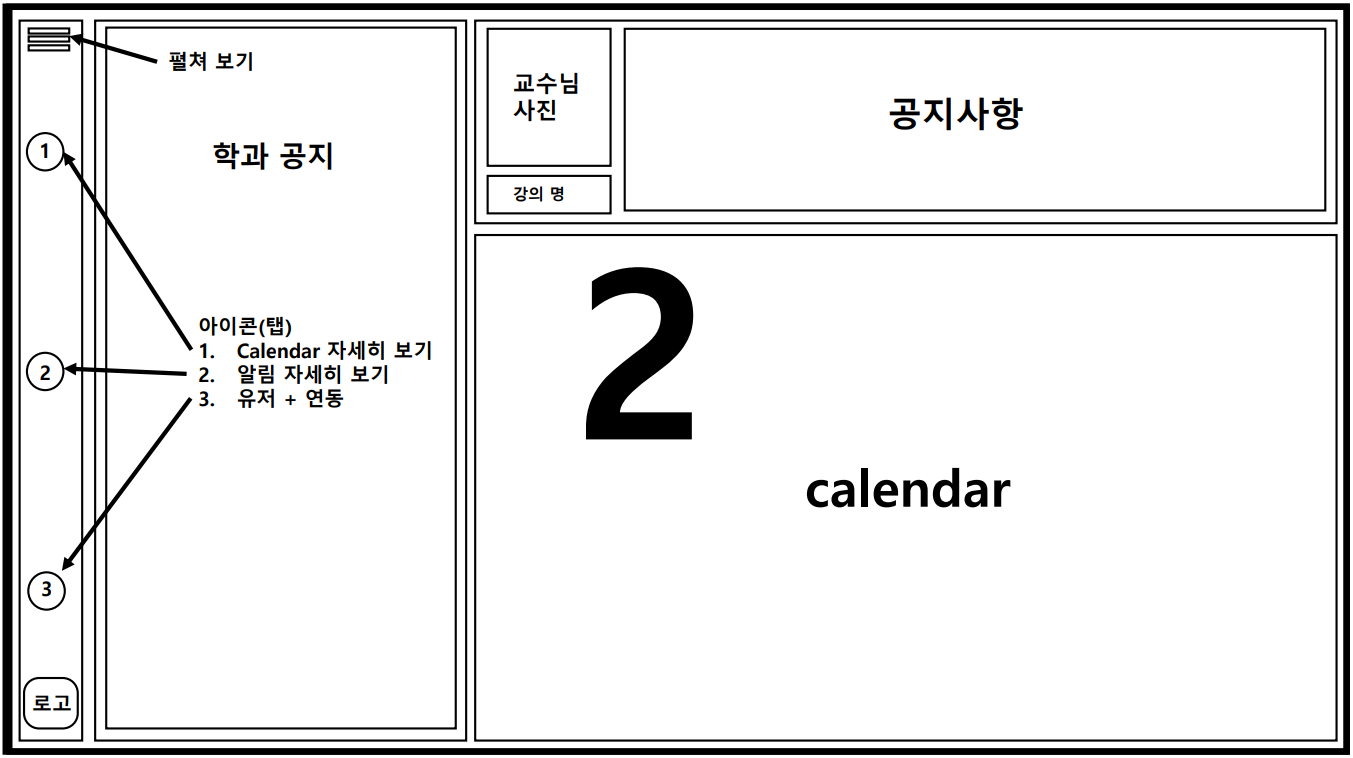 펼쳐 보기
1
학과 공지
아이콘(탭)
1. Calendar 자세히 보기
2. 알림 자세히 보기
3. 유저 + 연동
2
3
로고
교수님
사진
강의 명
공지사항
2
calendar